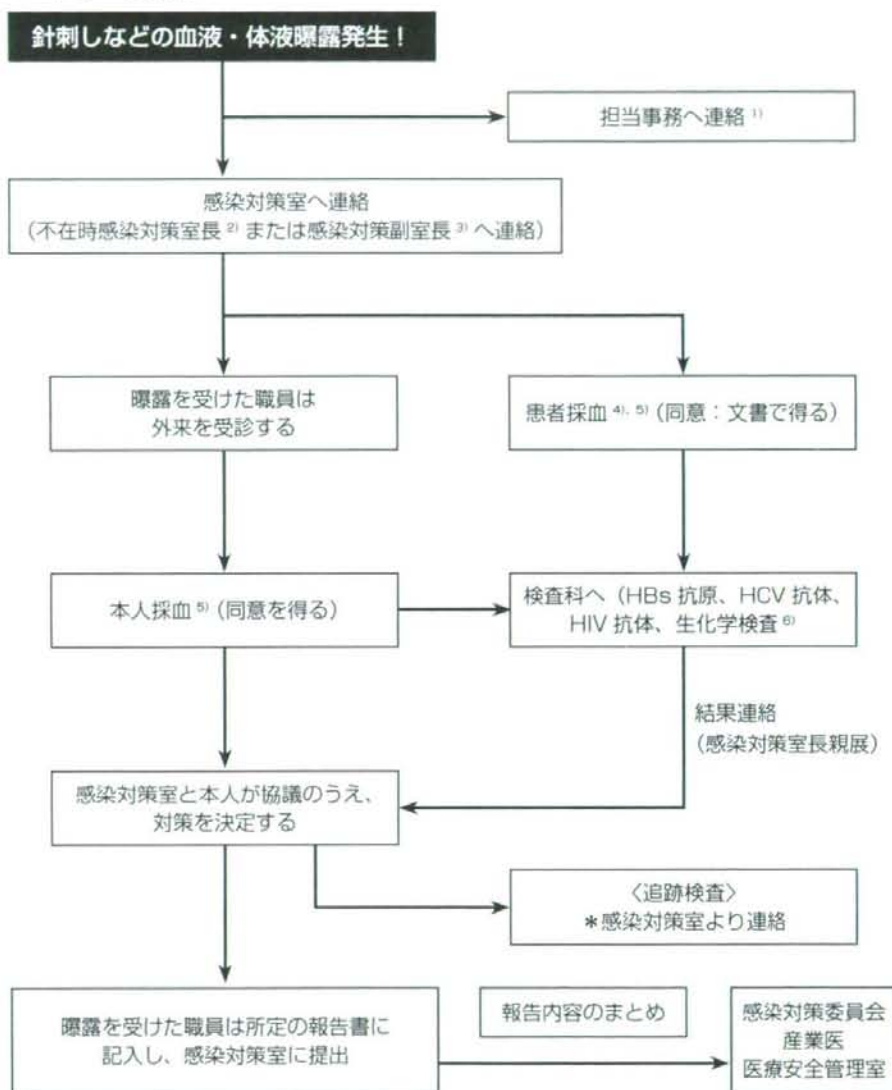 針刺しなどの血液・体液曝露発生！
担当事務へ連絡 1)
感染対策室へ連絡
（不在時感染対策室長 2) または感染対策副室長 3) へ連絡）
曝露を受けた職員は
外来を受診する
患者採血 4)、5)（同意：文書で得る）
本人採血 5)（同意を得る）
検査科へ（HBs 抗原、HCV 抗体、
HIV 抗体、生化学検査 6)
結果連絡
（感染対策室長親展）
感染対策室と本人が協議のうえ、
対策を決定する
〈追跡検査〉
＊感染対策室より連絡
曝露を受けた職員は所定の報告書に
記入し、感染対策室に提出
報告内容のまとめ
感染対策委員会
産業医
医療安全管理室